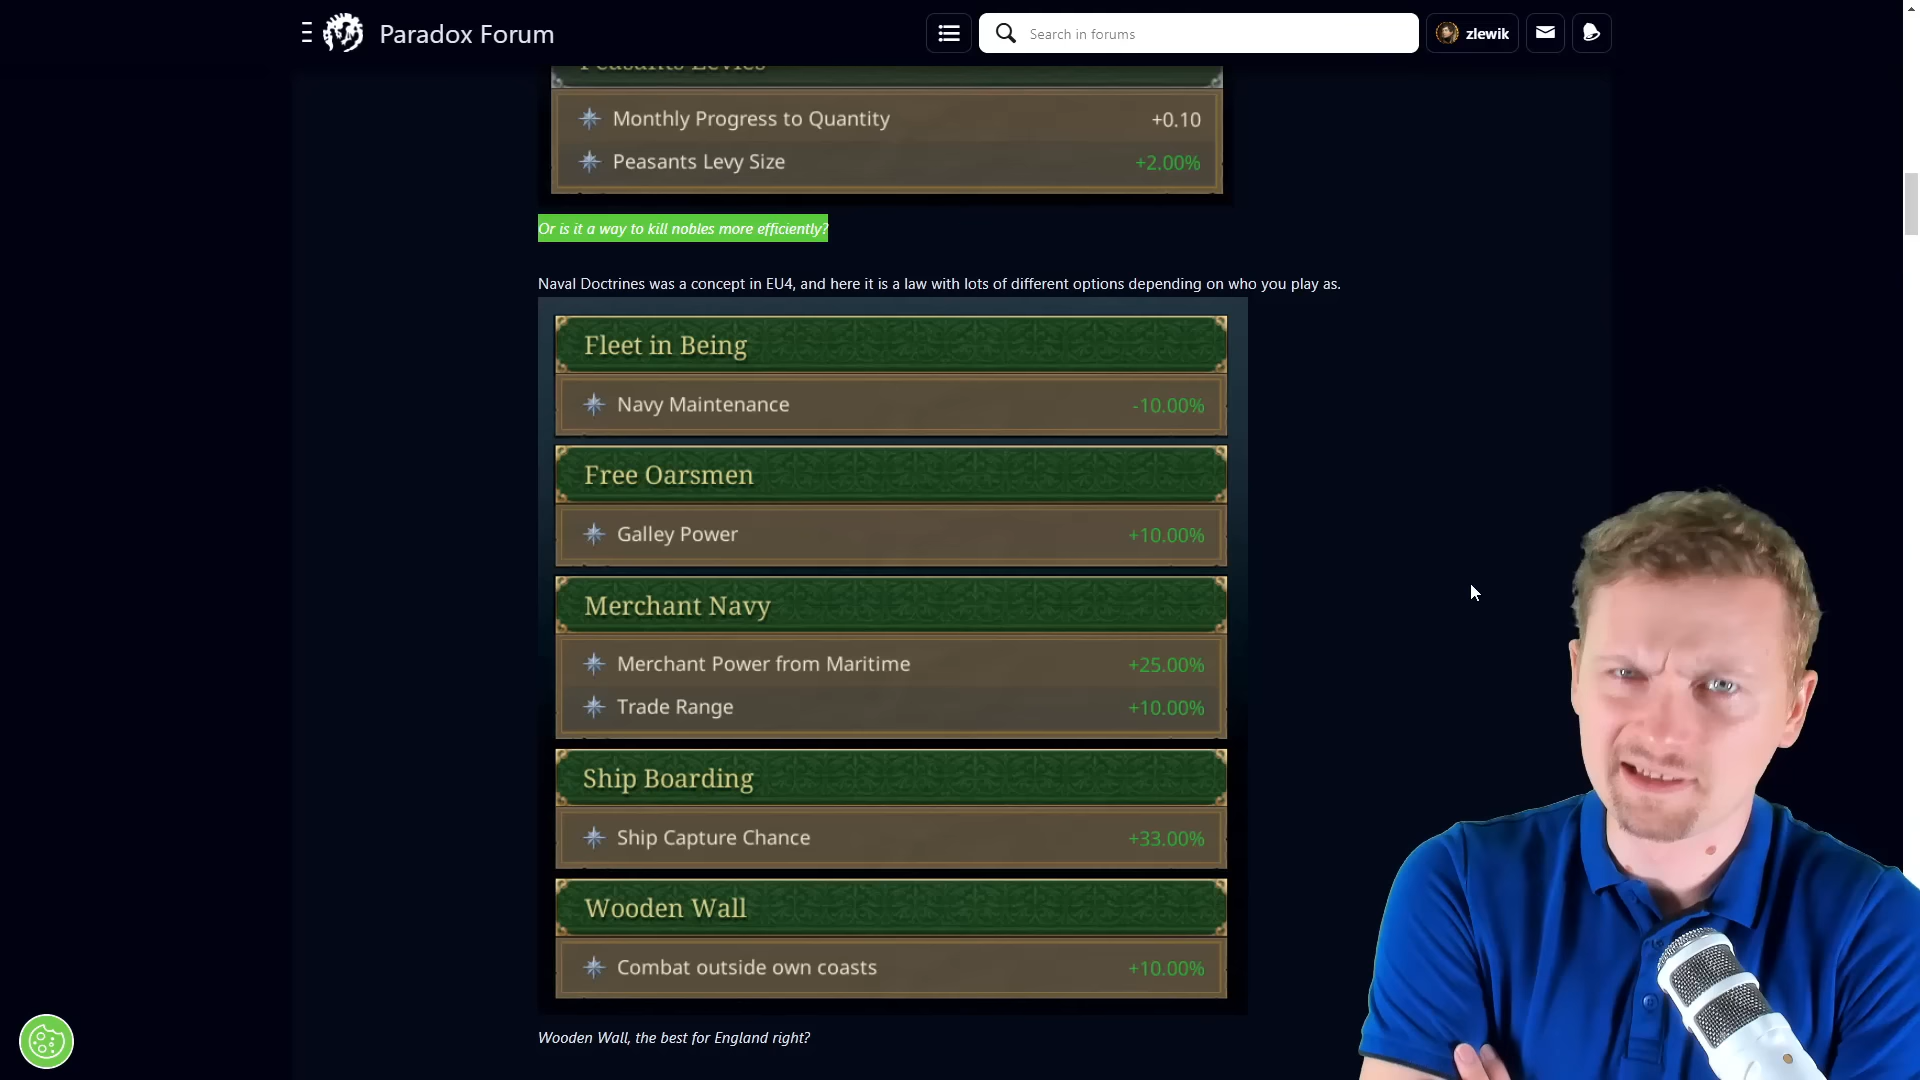 Paradox Forum
Search in forums
zlewik
Peasants Levies
Monthly Progress to Quantity +0.10
Peasants Levy Size +2.00%
Or is it a way to kill nobles more efficiently?
Naval Doctrines was a concept in EU4, and here it is a law with lots of different options depending on who you play as.
Fleet in Being
Navy Maintenance -10.00%
Free Oarsmen
Galley Power +10.00%
Merchant Navy
Merchant Power from Maritime +25.00%
Trade Range +10.00%
Ship Boarding
Ship Capture Chance +33.00%
Wooden Wall
Combat outside own coasts +10.00%
Wooden Wall, the best for England right?